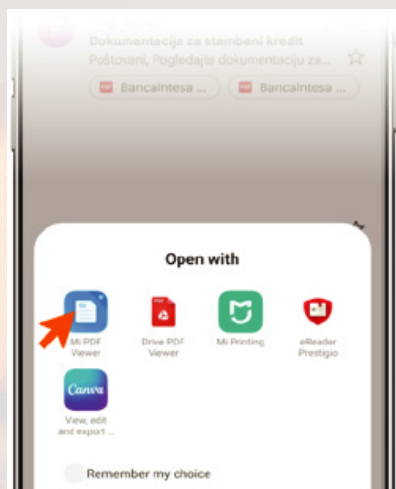 Dokumentacija za stambeni kredit
Poštovani, Pogledajte dokumentaciju za...
BancaIntesa ... BancaIntesa ...
Open with
Mi PDF Viewer
Drive PDF Viewer
Mi Printing
eReader Prestigio
Canva
View, edit and export ...
Remember my choice